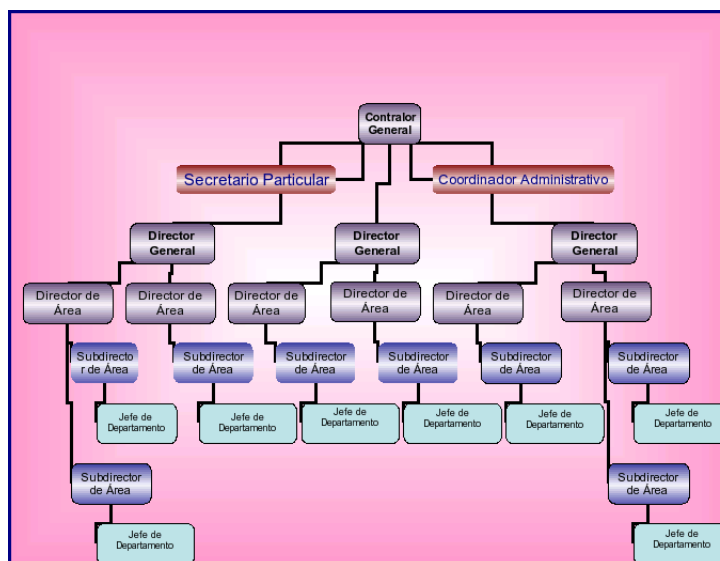 Contralor
General
Secretario Particular
Coordinador Administrativo
Director
General
Director
General
Director
General
Director de
Área
Director de
Área
Director de
Área
Director de
Área
Director de
Área
Director de
Área
Subdirecto
r de Área
Subdirector
de Área
Subdirector
de Área
Subdirector
de Área
Subdirector
de Área
Subdirector
de Área
Jefe de
Departamento
Jefe de
Departamento
Jefe de
Departamento
Jefe de
Departamento
Jefe de
Departamento
Jefe de
Departamento
Subdirector
de Área
Subdirector
de Área
Jefe de
Departamento
Jefe de
Departamento